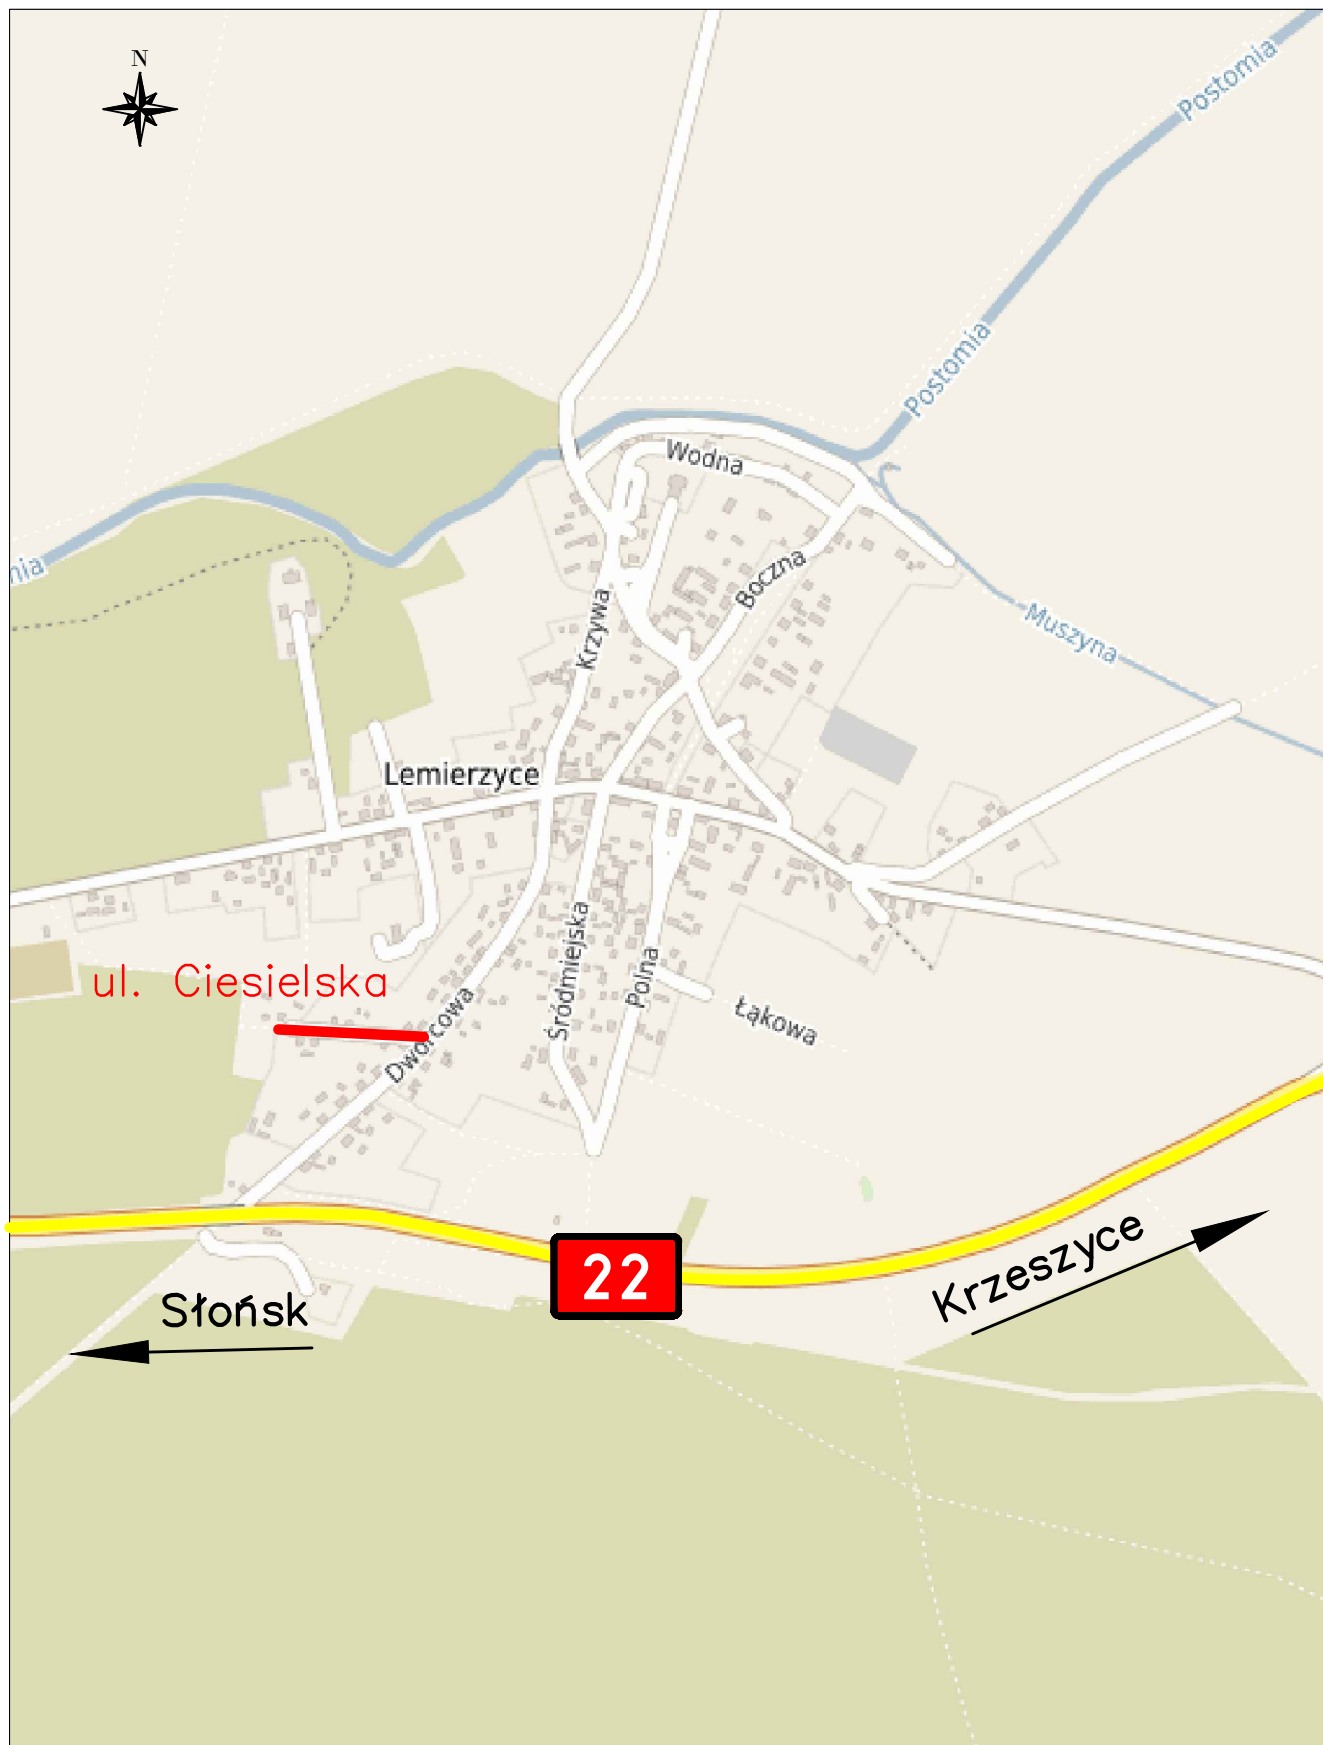 N
Postomia
Postomia
Wodna
Boczna
nia
Krzywa
Muszyna
Lemierzyce
Śródmiejska
Polna
ul. Ciesielska
Dworcowa
Łąkowa
22
Krzeszyce
Słońsk